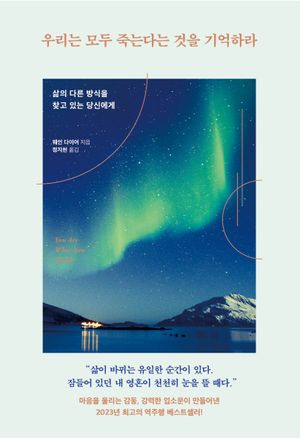 우리는 모두 죽는다는 것을 기억하라
삶의 다른 방식을
찾고 있는 당신에게
웨인 다이어 지음
정지현 옮김
You Are
What You
Think
“삶이 바뀌는 유일한 순간이 있다.
잠들어 있던 내 영혼이 천천히 눈을 뜰 때다.”
마음을 울리는 감동, 강력한 입소문이 만들어낸
2023년 최고의 역주행 베스트셀러!